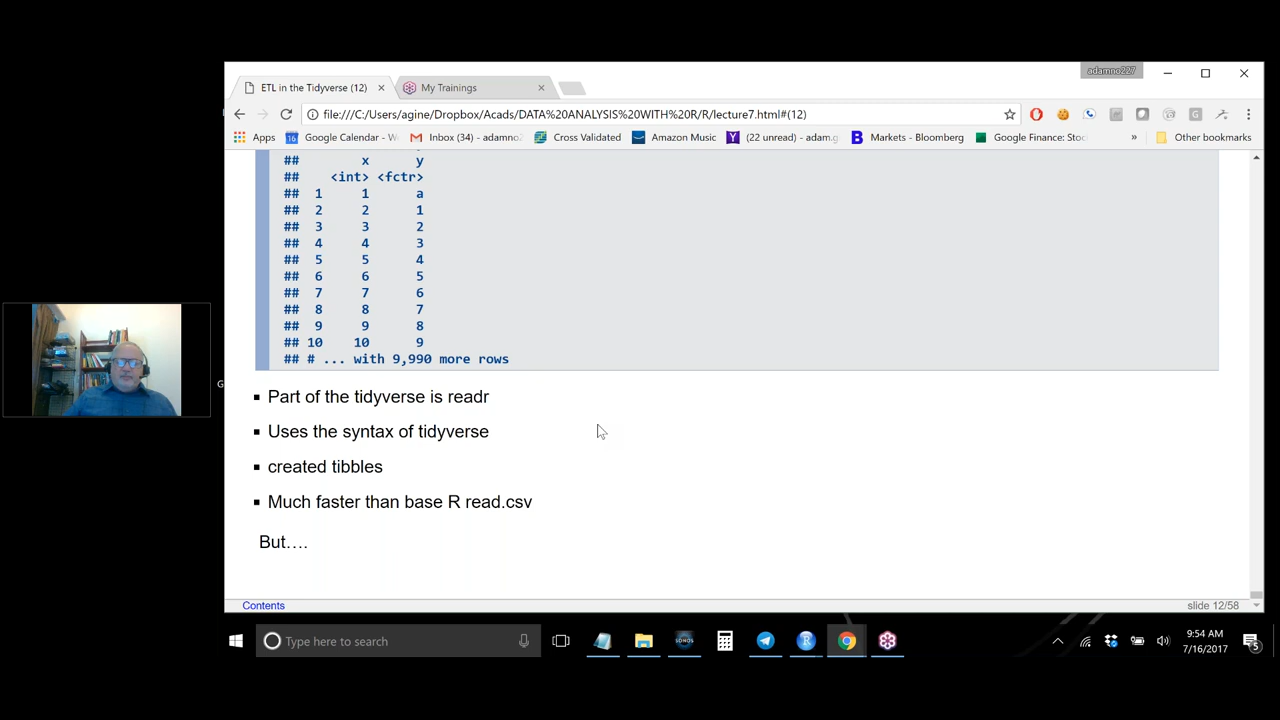 adamno227
ETL in the Tidyverse (12)
My Trainings
file:///C:/Users/agine/Dropbox/Acads/DATA%20ANALYSIS%20WITH%20R/R/lecture7.html#(12)
Apps
Google Calendar - W
Inbox (34) - adamno2
Cross Validated
Amazon Music
(22 unread) - adam.g
Markets - Bloomberg
Google Finance: Stoc
»
Other bookmarks
## x y
## <int> <fctr>
## 1 1 a
## 2 2 1
## 3 3 2
## 4 4 3
## 5 5 4
## 6 6 5
## 7 7 6
## 8 8 7
## 9 9 8
## 10 10 9
## # ... with 9,990 more rows
G
Part of the tidyverse is readr
Uses the syntax of tidyverse
created tibbles
Much faster than base R read.csv
But….
Contents
slide 12/58
Type here to search
SONOS
9:54 AM
7/16/2017
5